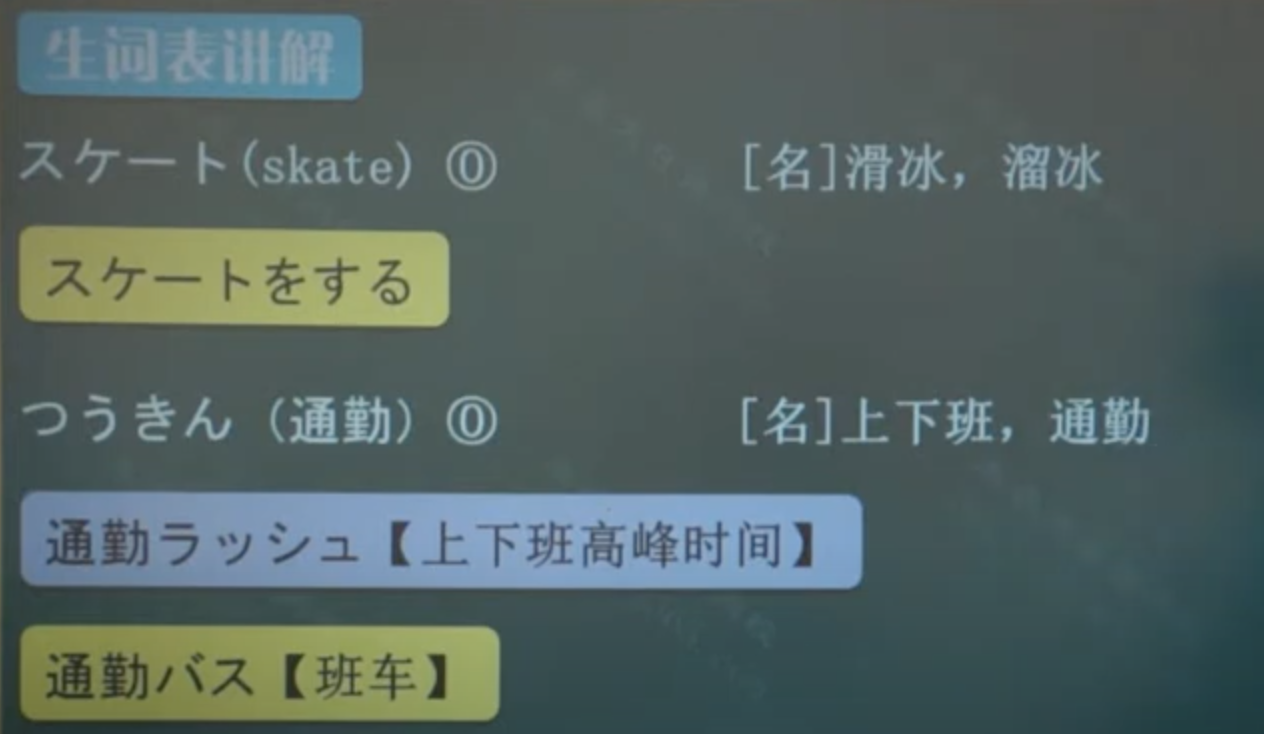 生词表讲解
スケート(skate) ⓪ [名]滑冰，溜冰
スケートをする
つうきん（通勤）⓪ [名]上下班，通勤
通勤ラッシュ【上下班高峰时间】
通勤バス【班车】